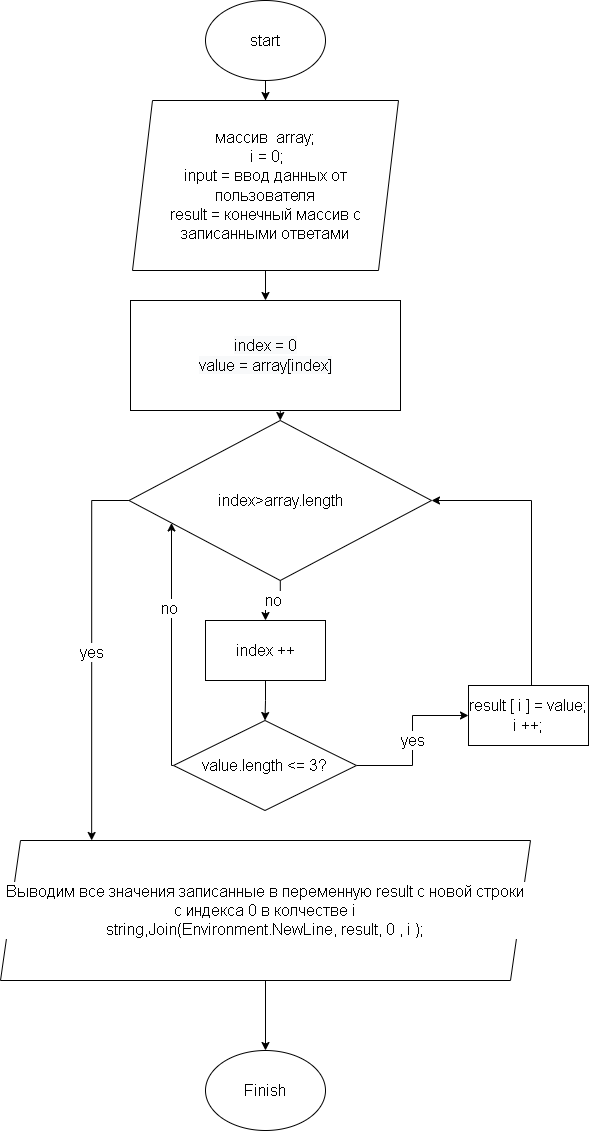 start
массив  array;
i = 0;
input = ввод данных от
пользователя
result = конечный массив с
записанными ответами
index = 0
value = array[index]
index>array.length
no
no
index ++
yes
result [ i ] = value;
i ++;
yes
value.length <= 3?
Выводим все значения записанные в переменную result с новой строки
с индекса 0 в колчестве i
string,Join(Environment.NewLine, result, 0 , i );
Finish